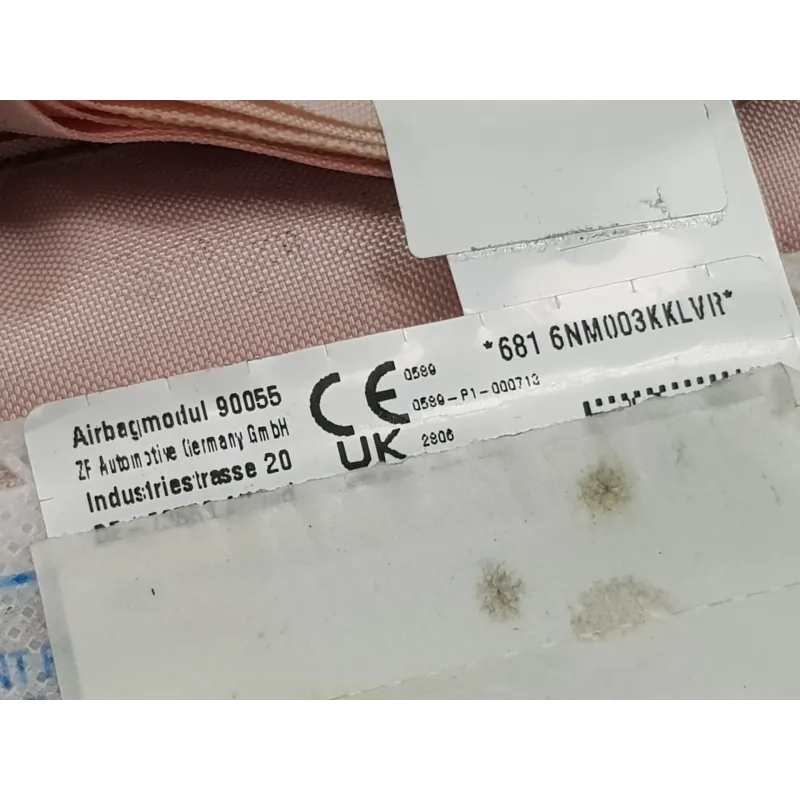 Airbagmodul 90055
ZF Automotive Germany GmbH
Industriestrasse 20
CE 0589
0589-P1-000713
UK 2806
*681 6NM003KKLVR*